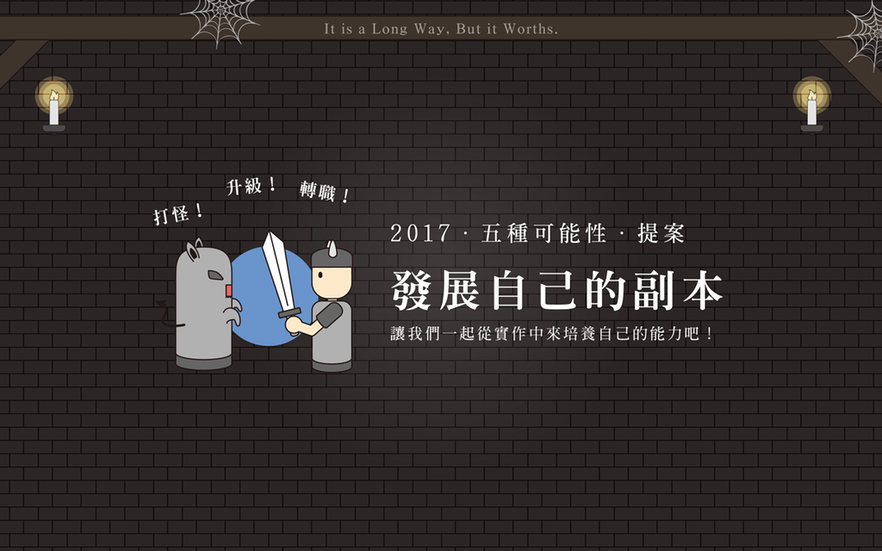 It is a Long Way, But it Worths.
打怪！
升級！
轉職！
2017．五種可能性．提案
發展自己的副本
讓我們一起從實作中來培養自己的能力吧！